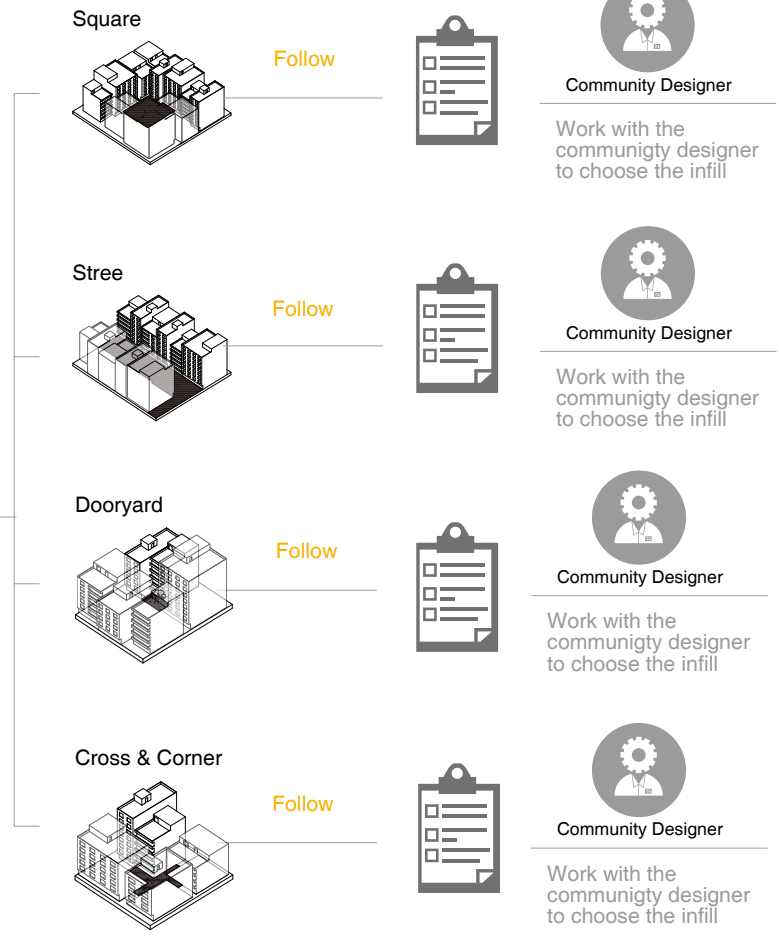 Square
Follow
Community Designer
Work with the
communigty designer
to choose the infill
Stree
Follow
Community Designer
Work with the
communigty designer
to choose the infill
Dooryard
Follow
Community Designer
Work with the
communigty designer
to choose the infill
Cross & Corner
Follow
Community Designer
Work with the
communigty designer
to choose the infill